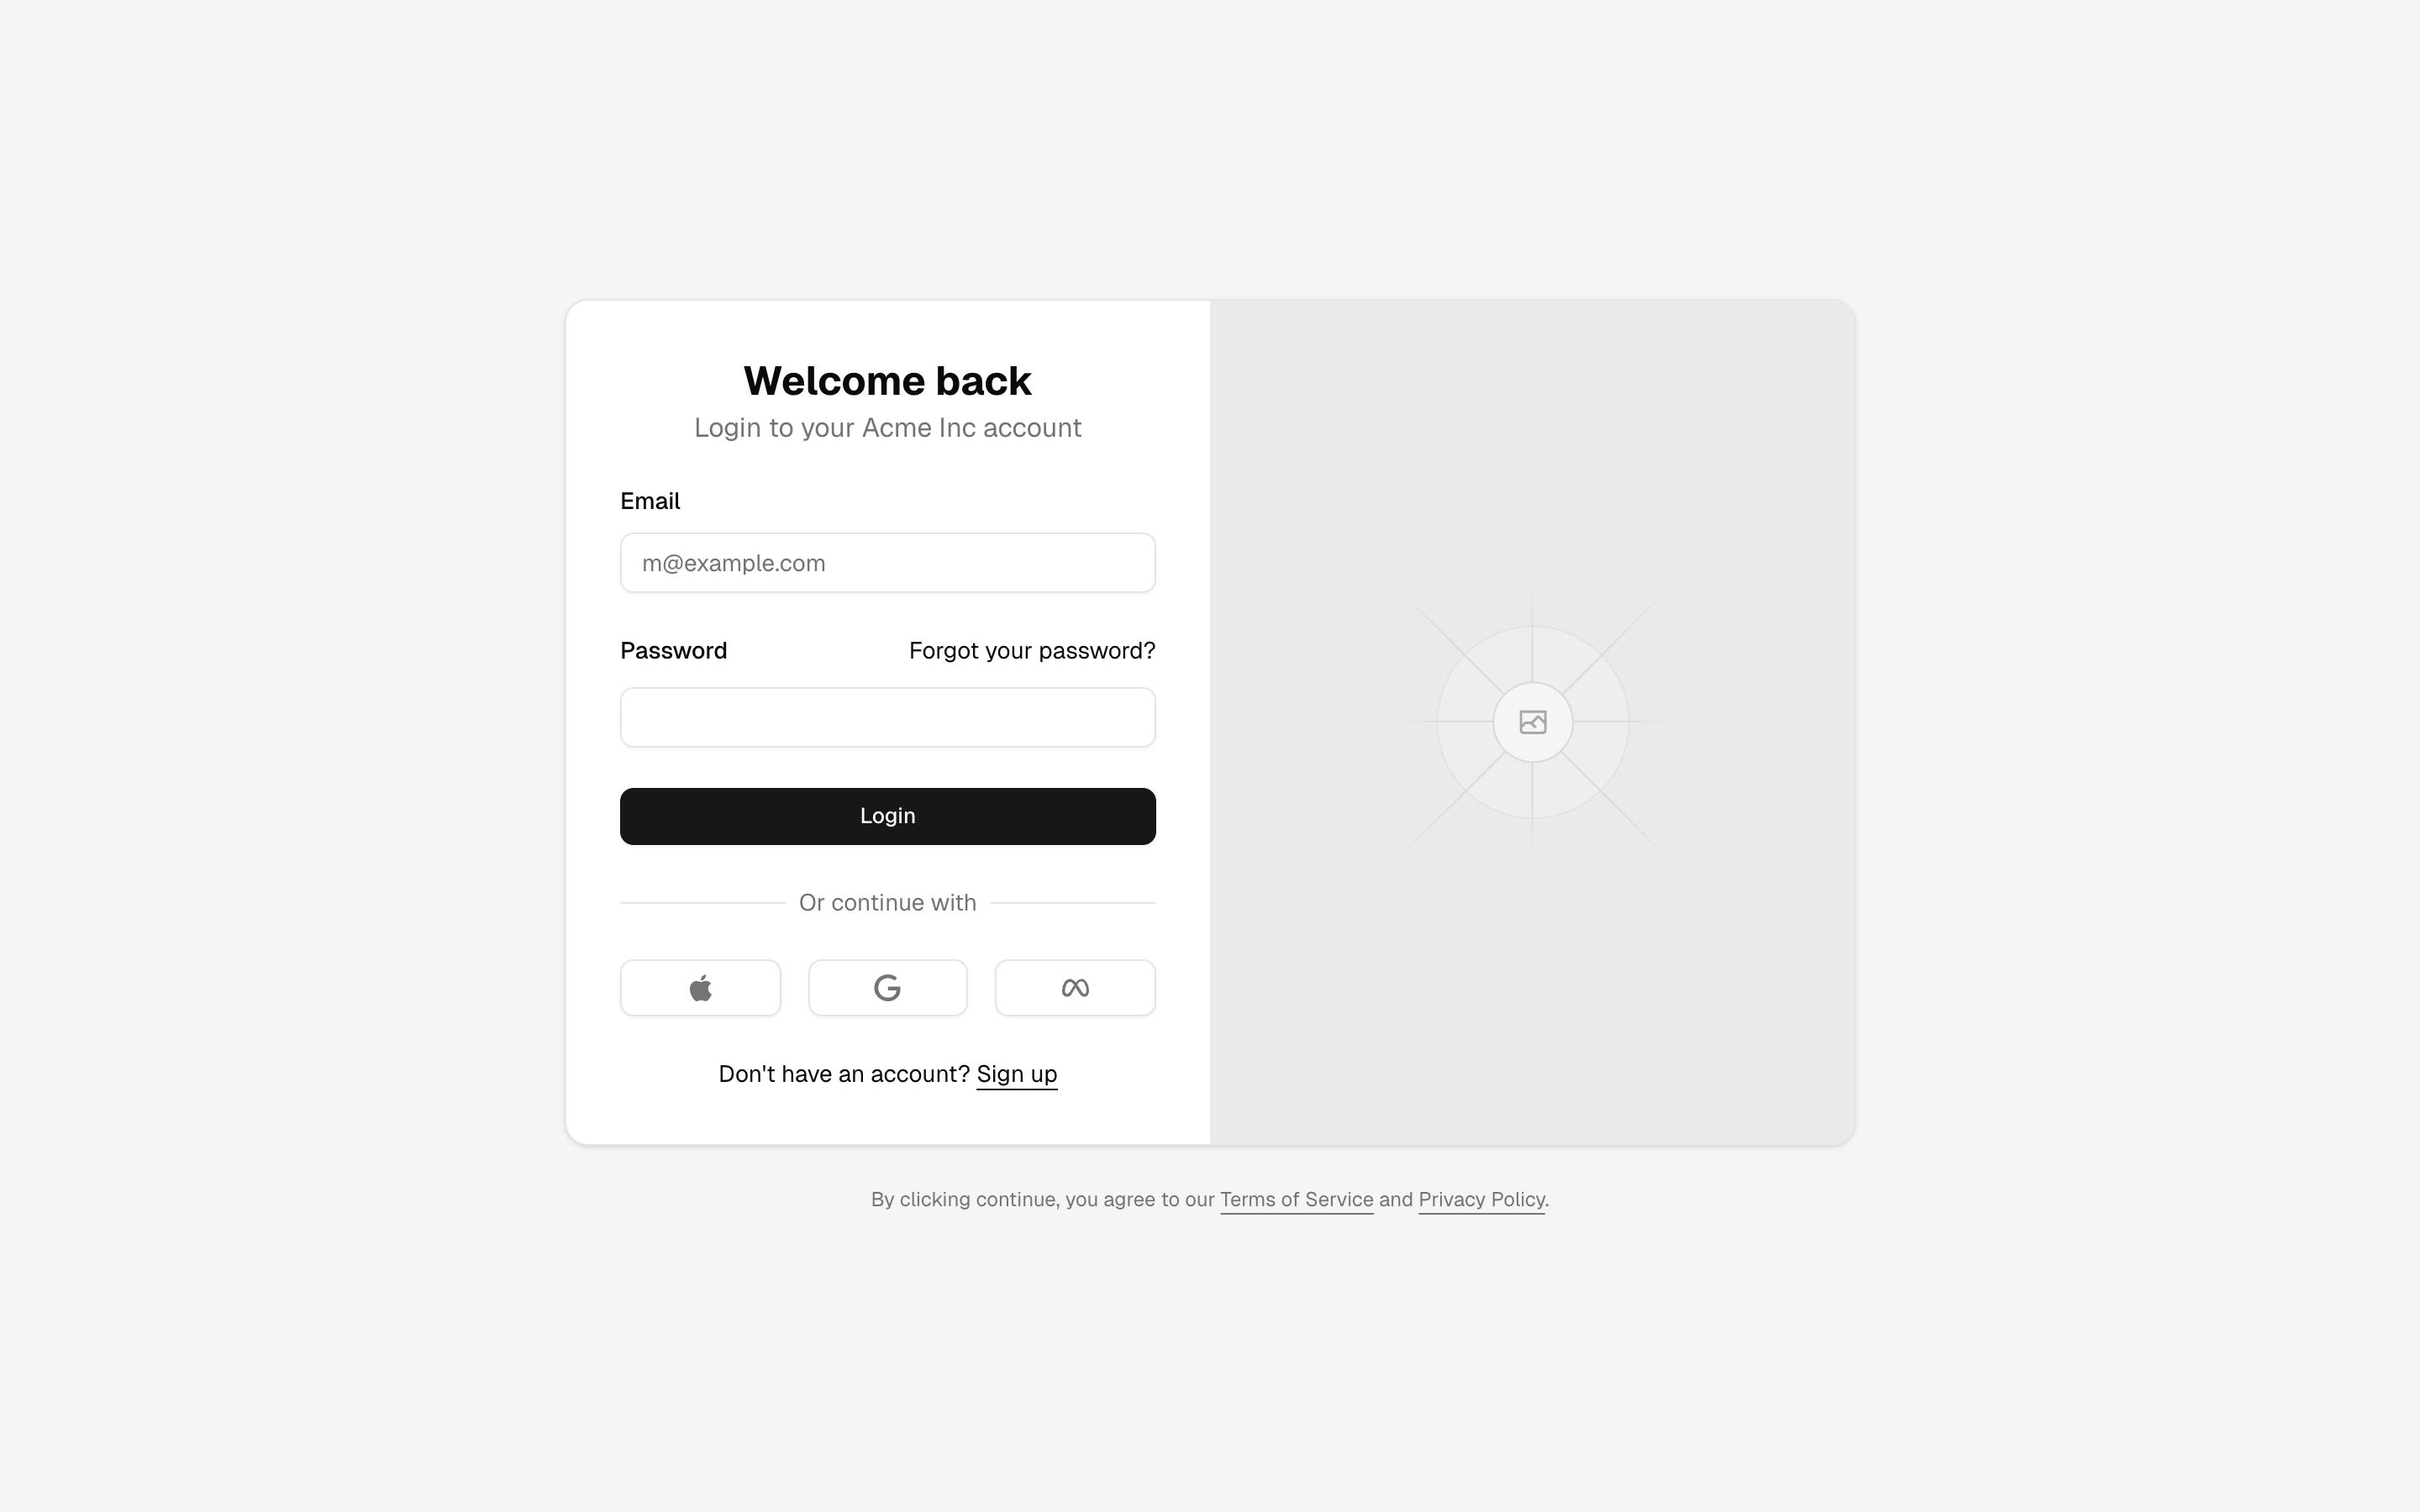 Welcome back
Login to your Acme Inc account
Email
m@example.com
Password Forgot your password?
Login
Or continue with
Don't have an account? Sign up
By clicking continue, you agree to our Terms of Service and Privacy Policy.